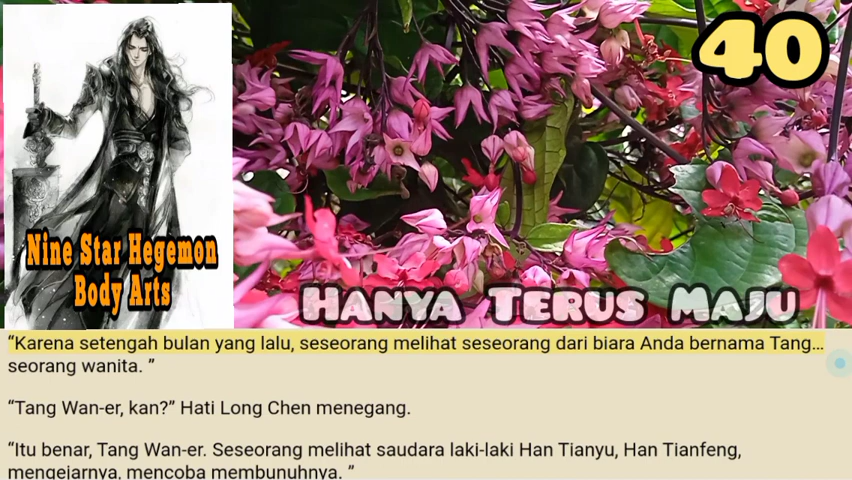 40
Nine Star Hegemon
Body Arts
Hanya Terus Maju
“Karena setengah bulan yang lalu, seseorang melihat seseorang dari biara Anda bernama Tang...
seorang wanita. ”
“Tang Wan-er, kan?” Hati Long Chen menegang.
“Itu benar, Tang Wan-er. Seseorang melihat saudara laki-laki Han Tianyu, Han Tianfeng,
mengejarnya, mencoba membunuhnya. ”